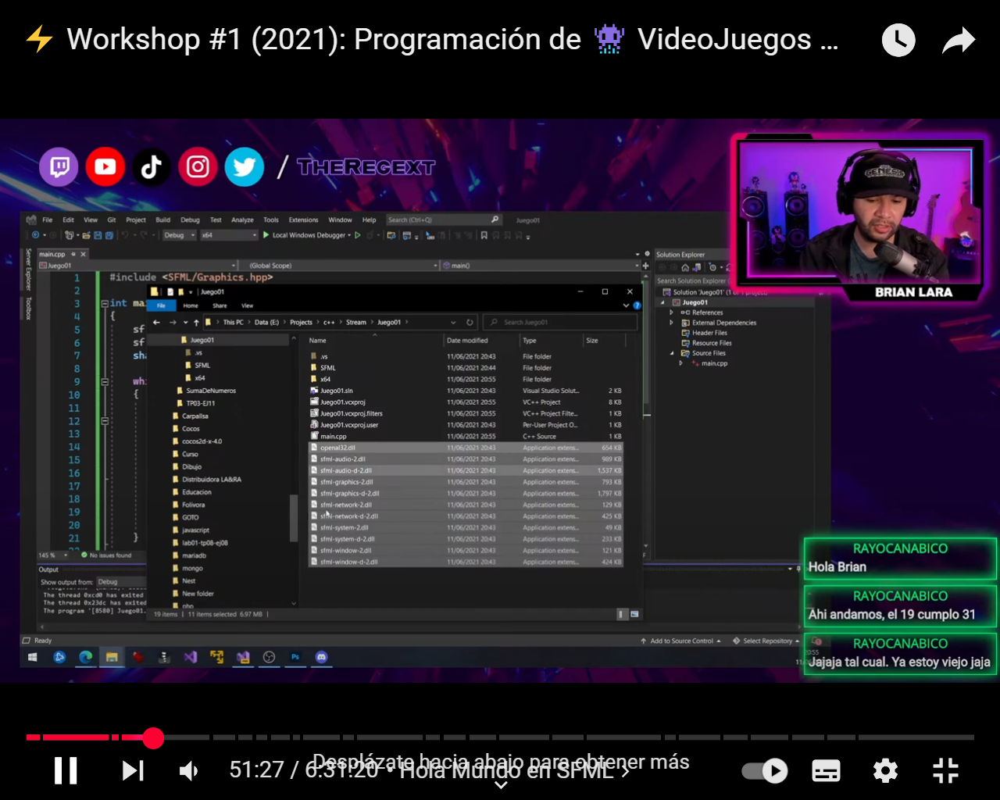 ⚡ Workshop #1 (2021): Programación de 👾 VideoJuegos ...
/ THEREGEXT
GENESIS
BRIAN LARA
File Edit View Git Project Build Debug Test Analyze Tools Extensions Window Help Search (Ctrl+Q) Juego01
Debug x64 Local Windows Debugger
Server Explorer
Toolbox
main.cpp
Juego01 (Global Scope) main()
1 #include <SFML/Graphics.hpp>
2
3 int mai
4 {
5 sf
6 sf
7 sha
8
9 whi
10 {
11
12
13
14
15
16
17
18
19
20
21 }
145 % No issues found
Juego01
File Home Share View
This PC > Data (E:) > Projects > c++ > Stream > Juego01 >
Search Juego01
Juego01
.vs
SFML
x64
SumaDeNumeros
TP03-EJ11
Carpalisa
Cocos
cocos2d-x-4.0
Curso
Dibujo
Distribuidora LA&RA
Educacion
Folivora
GOTO
javascript
lab01-tp08-ej08
mariadb
mongo
Nest
New folder
php
Name Date modified Type Size
.vs 11/06/2021 20:43 File folder
SFML 11/06/2021 20:44 File folder
x64 11/06/2021 20:55 File folder
Juego01.sln 11/06/2021 20:43 Visual Studio Solut... 2 KB
Juego01.vcxproj 11/06/2021 20:55 VC++ Project 8 KB
Juego01.vcxproj.filters 11/06/2021 20:55 VC++ Project Filte... 1 KB
Juego01.vcxproj.user 11/06/2021 20:43 Per-User Project O... 1 KB
main.cpp 11/06/2021 20:55 C++ Source 1 KB
openal32.dll 11/06/2021 20:43 Application extens... 654 KB
sfml-audio-2.dll 11/06/2021 20:43 Application extens... 989 KB
sfml-audio-d-2.dll 11/06/2021 20:43 Application extens... 1,537 KB
sfml-graphics-2.dll 11/06/2021 20:43 Application extens... 793 KB
sfml-graphics-d-2.dll 11/06/2021 20:43 Application extens... 1,797 KB
sfml-network-2.dll 11/06/2021 20:43 Application extens... 129 KB
sfml-network-d-2.dll 11/06/2021 20:43 Application extens... 425 KB
sfml-system-2.dll 11/06/2021 20:43 Application extens... 49 KB
sfml-system-d-2.dll 11/06/2021 20:43 Application extens... 233 KB
sfml-window-2.dll 11/06/2021 20:43 Application extens... 121 KB
sfml-window-d-2.dll 11/06/2021 20:43 Application extens... 424 KB
19 items 11 items selected 6.97 MB
Solution Explorer
Search Solution Explorer
Solution 'Juego01' (1 of 1 project)
Juego01
References
External Dependencies
Header Files
Resource Files
Source Files
main.cpp
Output
Show output from: Debug
The thread 0xcd0 has exited
The thread 0x23dc has exited
The program '[8580] Juego01.
Ready
Add to Source Control
Select Repository
20:55
RAYOCANABICO
Hola Brian
RAYOCANABICO
Ahi andamos, el 19 cumplo 31
RAYOCANABICO
Jajaja tal cual. Ya estoy viejo jaja
Desplázate hacia abajo para obtener más
51:27 / 6:31:20 • Hola Mundo en SFML >